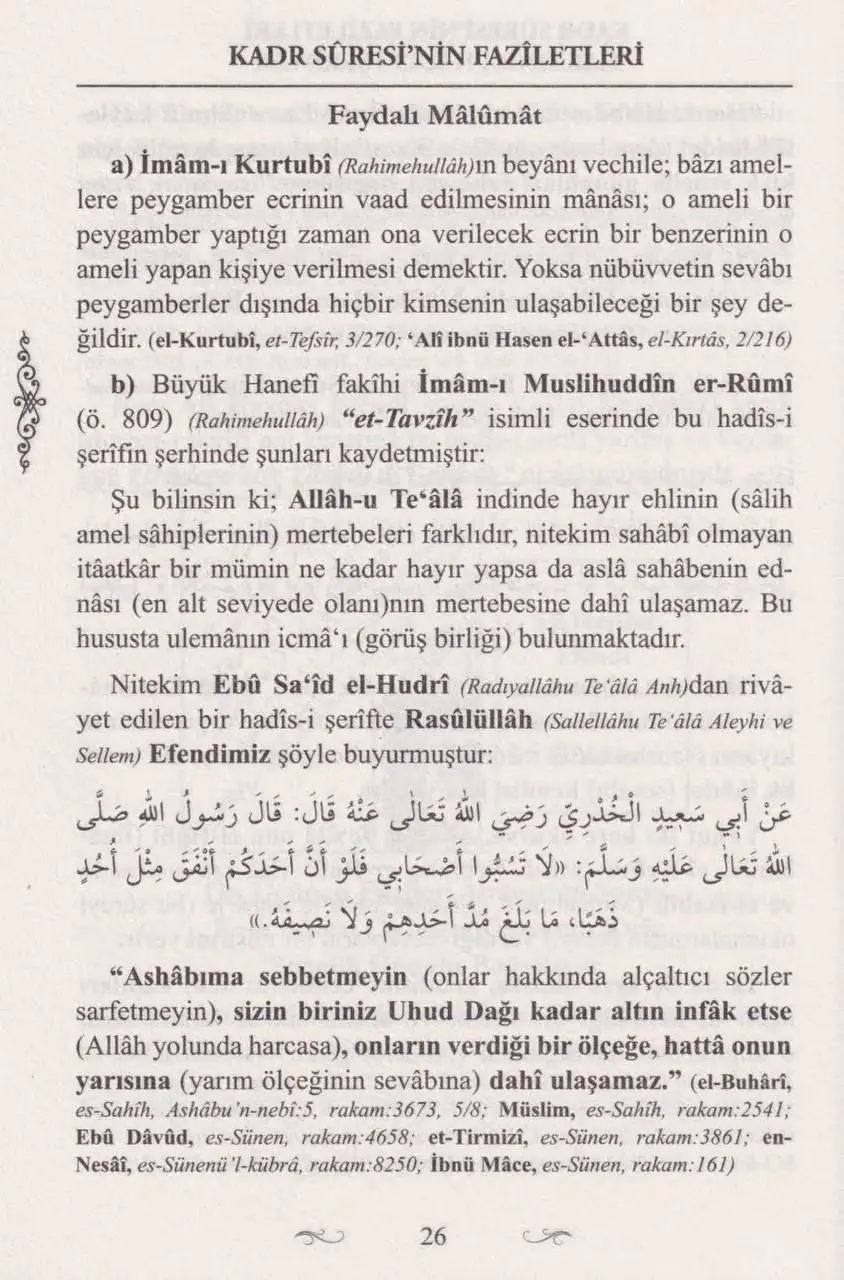 KADR SÛRESİ’NİN FAZÎLETLERİ
Faydalı Mâlûmât
a) İmâm-ı Kurtubî (Rahimehullâh)ın beyânı vechile; bâzı amel-
lere peygamber ecrinin vaad edilmesinin mânâsı; o ameli bir
peygamber yaptığı zaman ona verilecek ecrin bir benzerinin o
ameli yapan kişiye verilmesi demektir. Yoksa nübüvvetin sevâbı
peygamberler dışında hiçbir kimsenin ulaşabileceği bir şey de-
ğildir. (el-Kurtubî, et-Tefsîr, 3/270; ‘Alî ibnü Hasen el-‘Attâs, el-Kırtâs, 2/216)
b) Büyük Hanefî fakîhi İmâm-ı Muslihuddîn er-Rûmî
(ö. 809) (Rahimehullâh) “et-Tavzîh” isimli eserinde bu hadîs-i
şerîfin şerhinde şunları kaydetmiştir:
Şu bilinsin ki; Allâh-u Te‘âlâ indinde hayır ehlinin (sâlih
amel sâhiplerinin) mertebeleri farklıdır, nitekim sahâbî olmayan
itâatkâr bir mümin ne kadar hayır yapsa da aslâ sahâbenin ed-
nâsı (en alt seviyede olanı)nın mertebesine dahî ulaşamaz. Bu
hususta ulemânın icmâ‘ı (görüş birliği) bulunmaktadır.
Nitekim Ebû Sa‘îd el-Hudrî (Radıyallâhu Te‘âlâ Anh)dan rivâ-
yet edilen bir hadîs-i şerîfte Rasûlüllâh (Sallellâhu Te‘âlâ Aleyhi ve
Sellem) Efendimiz şöyle buyurmuştur:
عَنْ أَبِي سَعِيدٍ الْخُدْرِيِّ رَضِيَ اللهُ تَعَالٰى عَنْهُ قَالَ: قَالَ رَسُولُ اللهِ صَلَّى
اللهُ تَعَالٰى عَلَيْهِ وَسَلَّمَ: «لَا تَسُبُّوا أَصْحَابِي فَلَوْ أَنَّ أَحَدَكُمْ أَنْفَقَ مِثْلَ أُحُدٍ
ذَهَبًا، مَا بَلَغَ مُدَّ أَحَدِهِمْ وَلَا نَصِيفَهُ.»
“Ashâbıma sebbetmeyin (onlar hakkında alçaltıcı sözler
sarfetmeyin), sizin biriniz Uhud Dağı kadar altın infâk etse
(Allâh yolunda harcasa), onların verdiği bir ölçeğe, hattâ onun
yarısına (yarım ölçeğinin sevâbına) dahî ulaşamaz.” (el-Buhârî,
es-Sahîh, Ashâbu’n-nebî:5, rakam:3673, 5/8; Müslim, es-Sahîh, rakam:2541;
Ebû Dâvûd, es-Sünen, rakam:4658; et-Tirmizî, es-Sünen, rakam:3861; en-
Nesâî, es-Sünenü’l-kübrâ, rakam:8250; İbnü Mâce, es-Sünen, rakam:161)
26